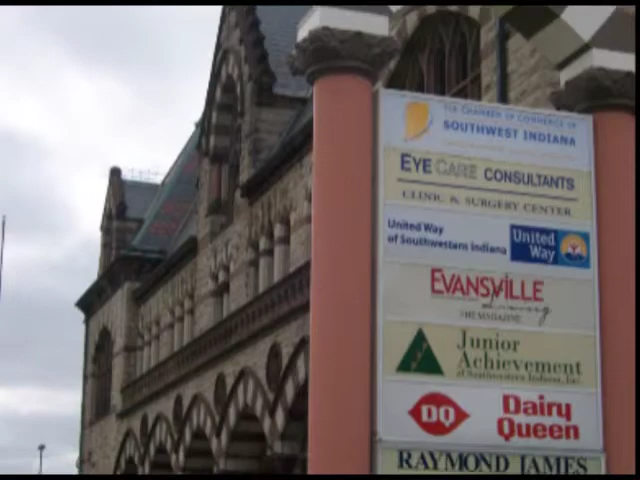 THE CHAMBER OF COMMERCE OF
SOUTHWEST INDIANA
EYE CARE CONSULTANTS
CLINIC & SURGERY CENTER
United Way
of Southwestern Indiana
United
Way
EVANSVILLE
Living
THE MAGAZINE
Junior
Achievement
of Southwestern Indiana, Inc.
DQ
Dairy
Queen
RAYMOND JAMES